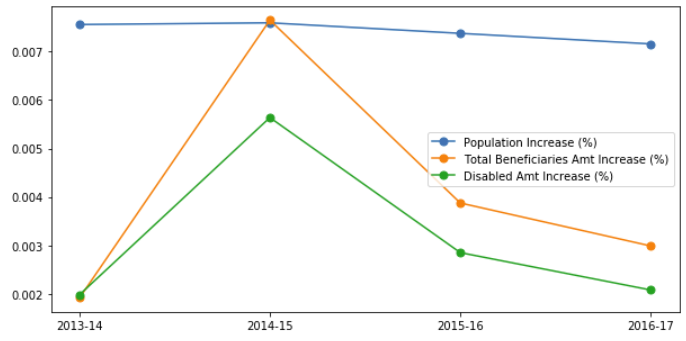 0.007
0.006
0.005
0.004
0.003
0.002
Population Increase (%)
Total Beneficiaries Amt Increase (%)
Disabled Amt Increase (%)
2013-14 2014-15 2015-16 2016-17